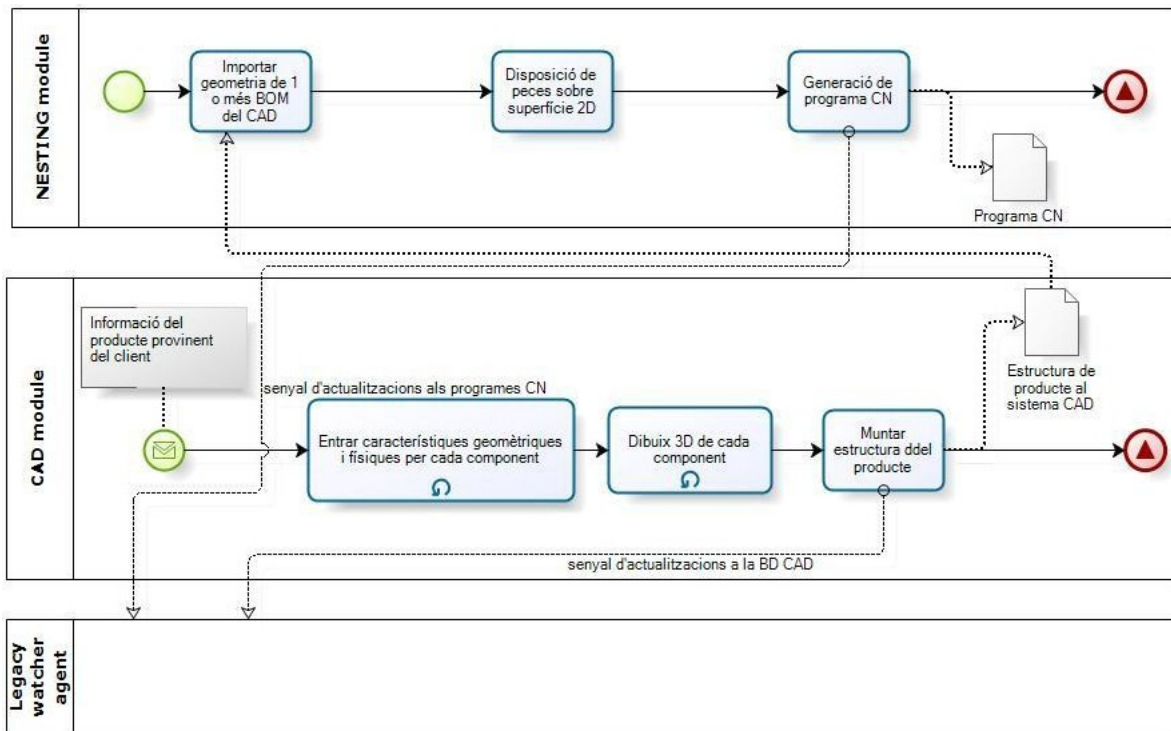 NESTING module
Importar
geometria de 1
o més BOM
del CAD
Disposició de
peces sobre
superfície 2D
Generació de
programa CN
Programa CN
CAD module
Informació del
producte provinent
del client
senyal d'actualitzacions als programes CN
Entrar característiques geomètriques
i físiques per cada component
Dibuix 3D de cada
component
Muntar
estructura ddel
producte
Estructura de
producte al
sistema CAD
senyal d'actualitzacions a la BD CAD
Legacy
watcher
agent